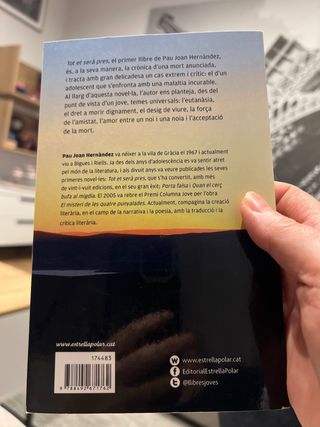 Tot et serà pres, el primer llibre de Pau Joan Hernàndez,
és, a la seva manera, la crònica d'una mort anunciada,
i tracta amb gran delicadesa un cas extrem i crític: el d'un
adolescent que s'enfronta amb una malaltia incurable.
Al llarg d'aquesta novel·la, l'autor ens planteja, des del
punt de vista d'un jove, temes universals: l'eutanàsia,
el dret a morir dignament, el desig de viure, la força
de l'amistat, l'amor entre un noi i una noia i l'acceptació
de la mort.
Pau Joan Hernàndez va néixer a la vila de Gràcia el 1967 i actualment
viu a Bigues i Riells. Ja des dels anys d'adolescència es va sentir atret
pel món de la literatura, i als divuit anys va veure publicades les seves
primeres novel·les: Tot et serà pres, que s'ha convertit, amb més
de vint-i-vuit edicions, en el seu gran èxit; Porta falsa i Quan el cerç
bufa al migdia. El 2005 va rebre el Premi Columna Jove per l'obra
El misteri de les quatre punyalades. Actualment, compagina la creació
literària, en el camp de la narrativa i la poesia, amb la traducció i la
crítica literària.
www.estrellapolar.cat
174485
9 788492 671762
www.estrellapolar.cat
EditorialEstrellaPolar
@llibresjoves